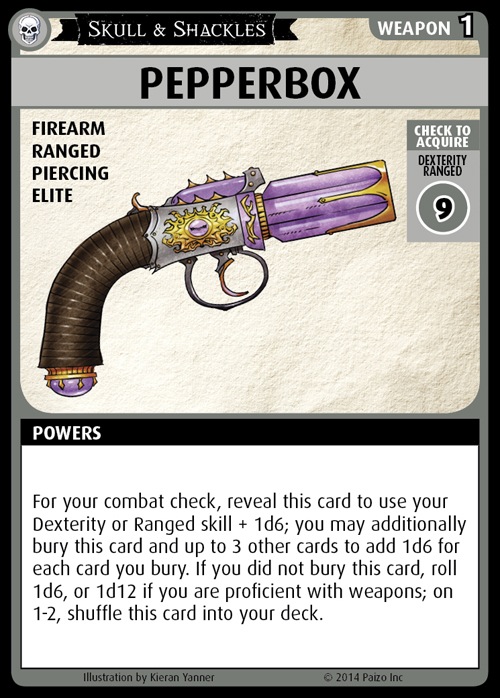 SKULL & SHACKLES
WEAPON 1
PEPPERBOX
FIREARM
RANGED
PIERCING
ELITE
CHECK TO
ACQUIRE
DEXTERITY
RANGED
9
POWERS
For your combat check, reveal this card to use your
Dexterity or Ranged skill + 1d6; you may additionally
bury this card and up to 3 other cards to add 1d6 for
each card you bury. If you did not bury this card, roll
1d6, or 1d12 if you are proficient with weapons; on
1-2, shuffle this card into your deck.
Illustration by Kieran Yanner
© 2014 Paizo Inc